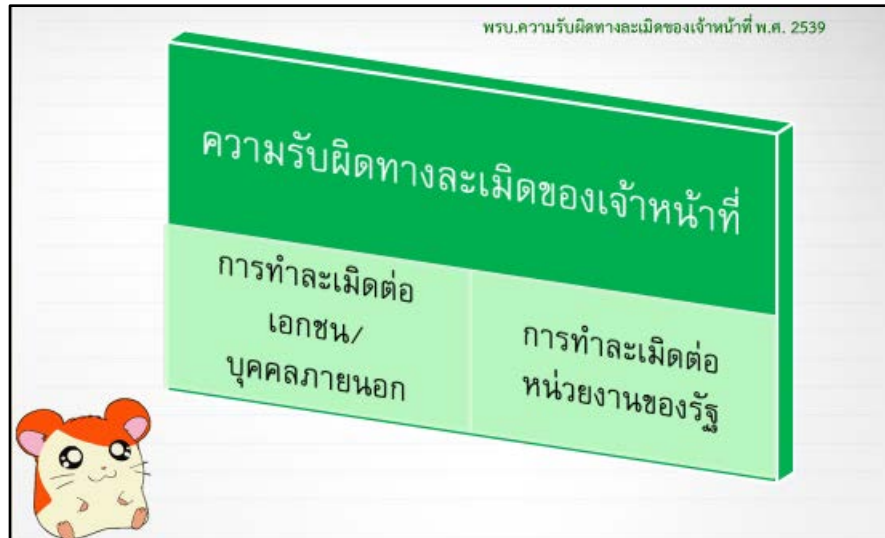 พรบ.ความรับผิดทางละเมิดของเจ้าหน้าที่ พ.ศ. 2539
ความรับผิดทางละเมิดของเจ้าหน้าที่
การทำละเมิดต่อ
เอกชน/
บุคคลภายนอก
การทำละเมิดต่อ
หน่วยงานของรัฐ